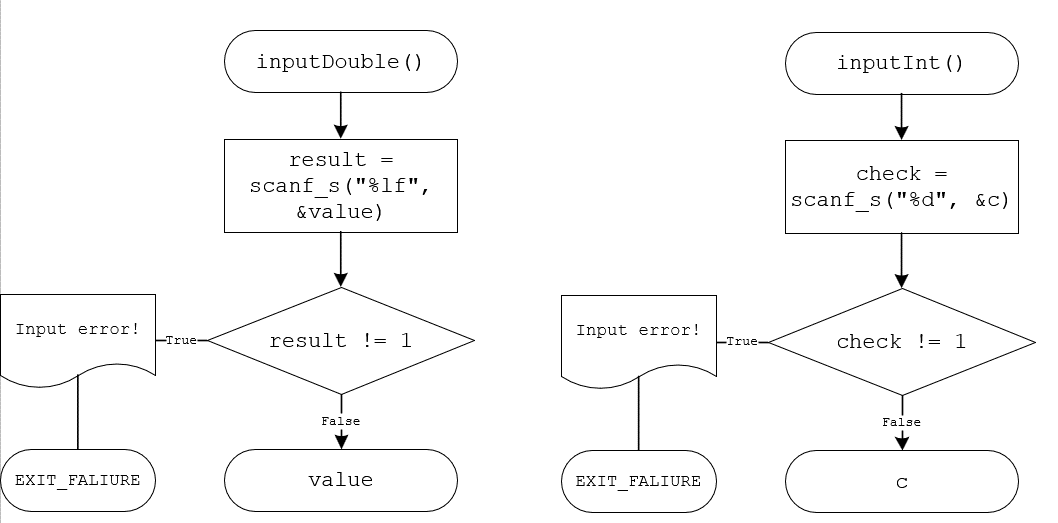 inputDouble()
result =
scanf_s("%lf",
&value)
Input error!
True
result != 1
False
EXIT_FALIURE
value
inputInt()
check =
scanf_s("%d", &c)
Input error!
True
check != 1
False
EXIT_FALIURE
c